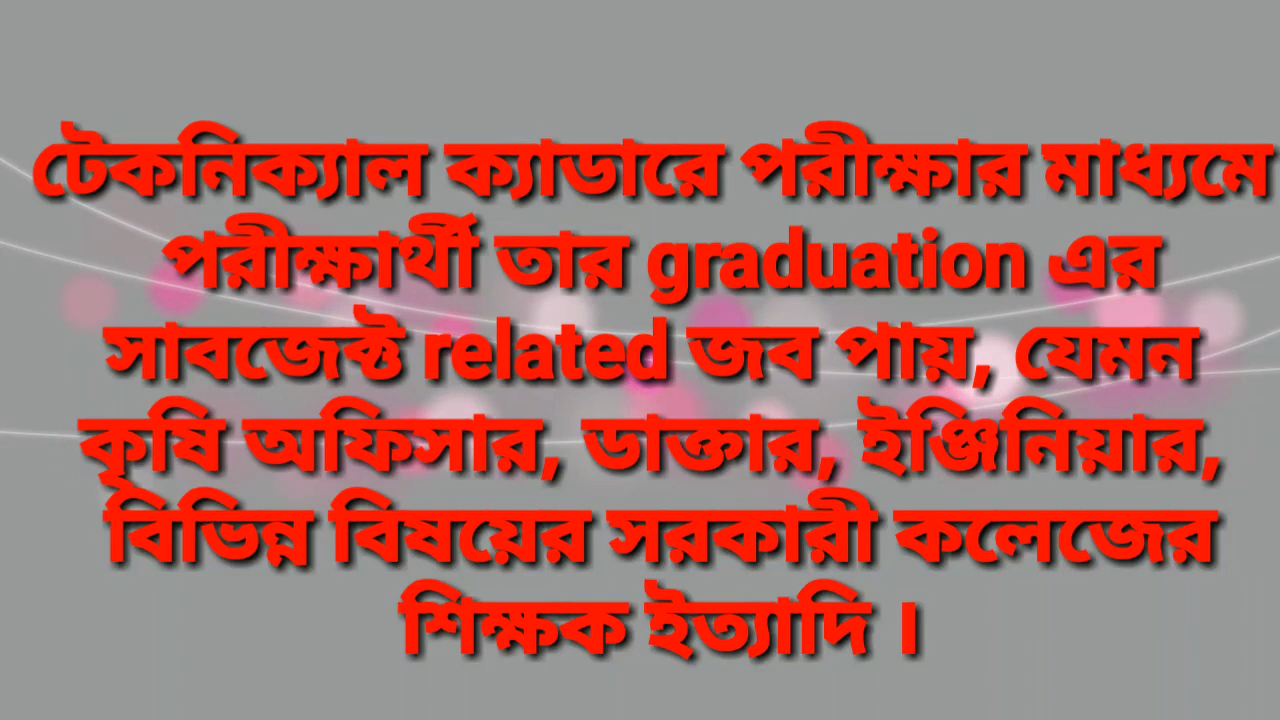 টেকনিক্যাল ক্যাডারে পরীক্ষার মাধ্যমে
পরীক্ষার্থী তার graduation এর
সাবজেক্ট related জব পায়, যেমন
কৃষি অফিসার, ডাক্তার, ইঞ্জিনিয়ার,
বিভিন্ন বিষয়ের সরকারী কলেজের
শিক্ষক ইত্যাদি ।